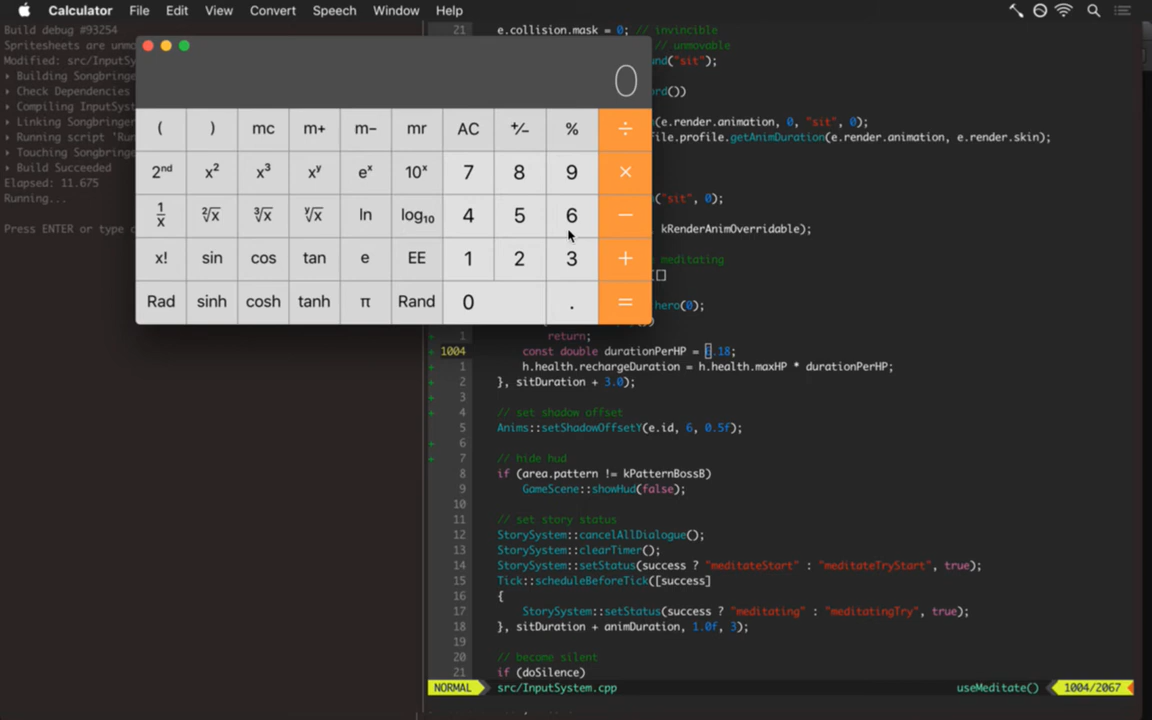 Calculator File Edit View Convert Speech Window Help
Build debug #93254
Spritesheets are unmo
Modified: src/InputSy
Building Songbring
Check Dependencies
Compiling InputSys
Linking Songbringe
Running script 'Run
Touching Songbring
Build Succeeded
Elapsed: 11.675
Running...
Press ENTER or type c
0
( ) mc m+ m− mr AC +/− % ÷
2nd x² x³ xʸ eˣ 10ˣ 7 8 9 ×
1/x ²√x ³√x ʸ√x ln log₁₀ 4 5 6 −
x! sin cos tan e EE 1 2 3 +
Rad sinh cosh tanh π Rand 0 . =
21 e.collision.mask = 0; // invincible
// unmovable
und("sit");
ord())
(e.render.animation, 0, "sit", 0);
file.profile.getAnimDuration(e.render.animation, e.render.skin);
"sit", 0);
kRenderAnimOverridable);
meditating
[]
hero(0);
)
1 return;
1004 const double durationPerHP = 0.18;
1 h.health.rechargeDuration = h.health.maxHP * durationPerHP;
2 }, sitDuration + 3.0);
3
4 // set shadow offset
5 Anims::setShadowOffsetY(e.id, 6, 0.5f);
6
7 // hide hud
8 if (area.pattern != kPatternBossB)
9 GameScene::showHud(false);
10
11 // set story status
12 StorySystem::cancelAllDialogue();
13 StorySystem::clearTimer();
14 StorySystem::setStatus(success ? "meditateStart" : "meditateTryStart", true);
15 Tick::scheduleBeforeTick([success]
16 {
17 StorySystem::setStatus(success ? "meditating" : "meditatingTry", true);
18 }, sitDuration + animDuration, 1.0f, 3);
19
20 // became silent
21 if (doSilence)
NORMAL src/InputSystem.cpp useMeditate() 1004/2067